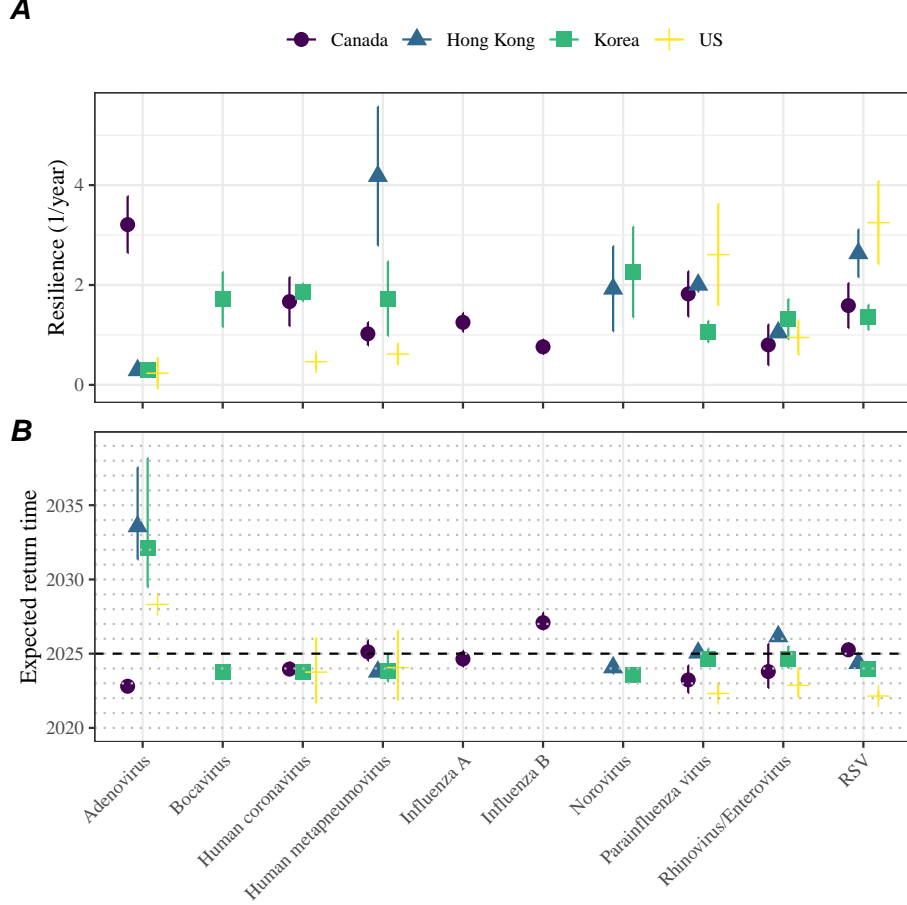 A
Canada Hong Kong Korea US
Resilience (1/year)
4
2
0
B
Expected return time
2035
2030
2025
2020
Adenovirus
Bocavirus
Human coronavirus
Human metapneumovirus
Influenza A
Influenza B
Norovirus
Parainfluenza virus
Rhinovirus/Enterovirus
RSV